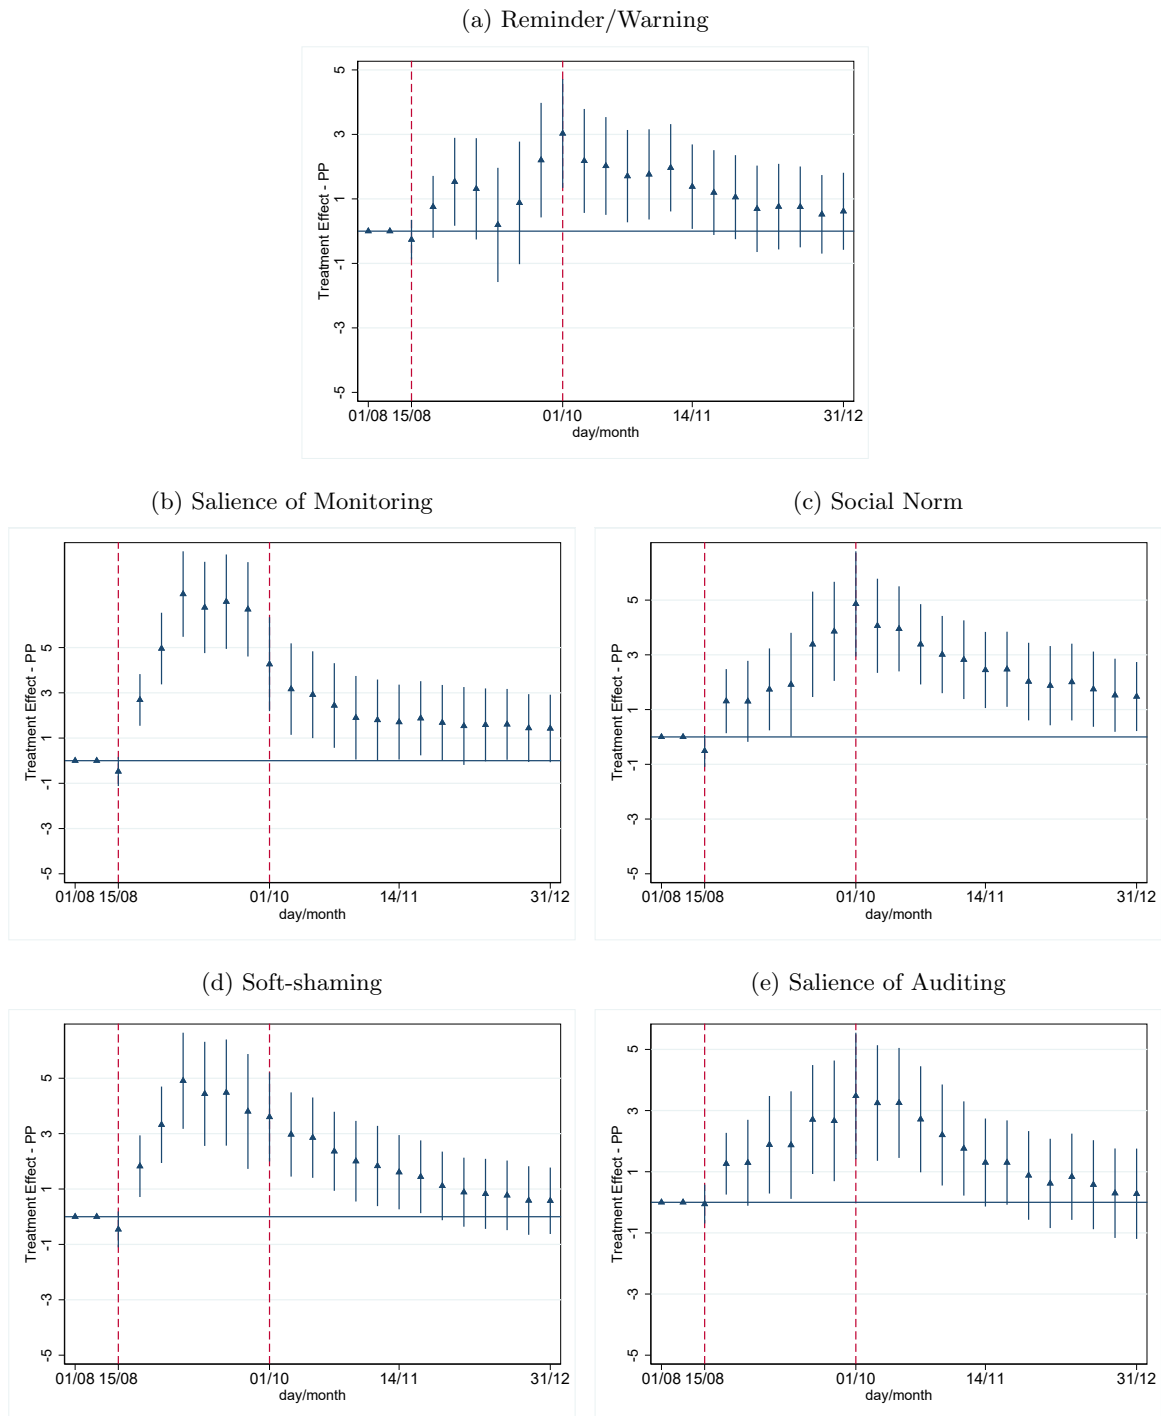 (a) Reminder/Warning
Treatment Effect - PP
5
3
1
-1
-3
-5
01/08 15/08 01/10 14/11 31/12
day/month
(b) Salience of Monitoring
Treatment Effect - PP
5
3
1
-1
-3
-5
01/08 15/08 01/10 14/11 31/12
day/month
(c) Social Norm
Treatment Effect - PP
5
3
1
-1
-3
-5
01/08 15/08 01/10 14/11 31/12
day/month
(d) Soft-shaming
Treatment Effect - PP
5
3
1
-1
-3
-5
01/08 15/08 01/10 14/11 31/12
day/month
(e) Salience of Auditing
Treatment Effect - PP
5
3
1
-1
-3
-5
01/08 15/08 01/10 14/11 31/12
day/month